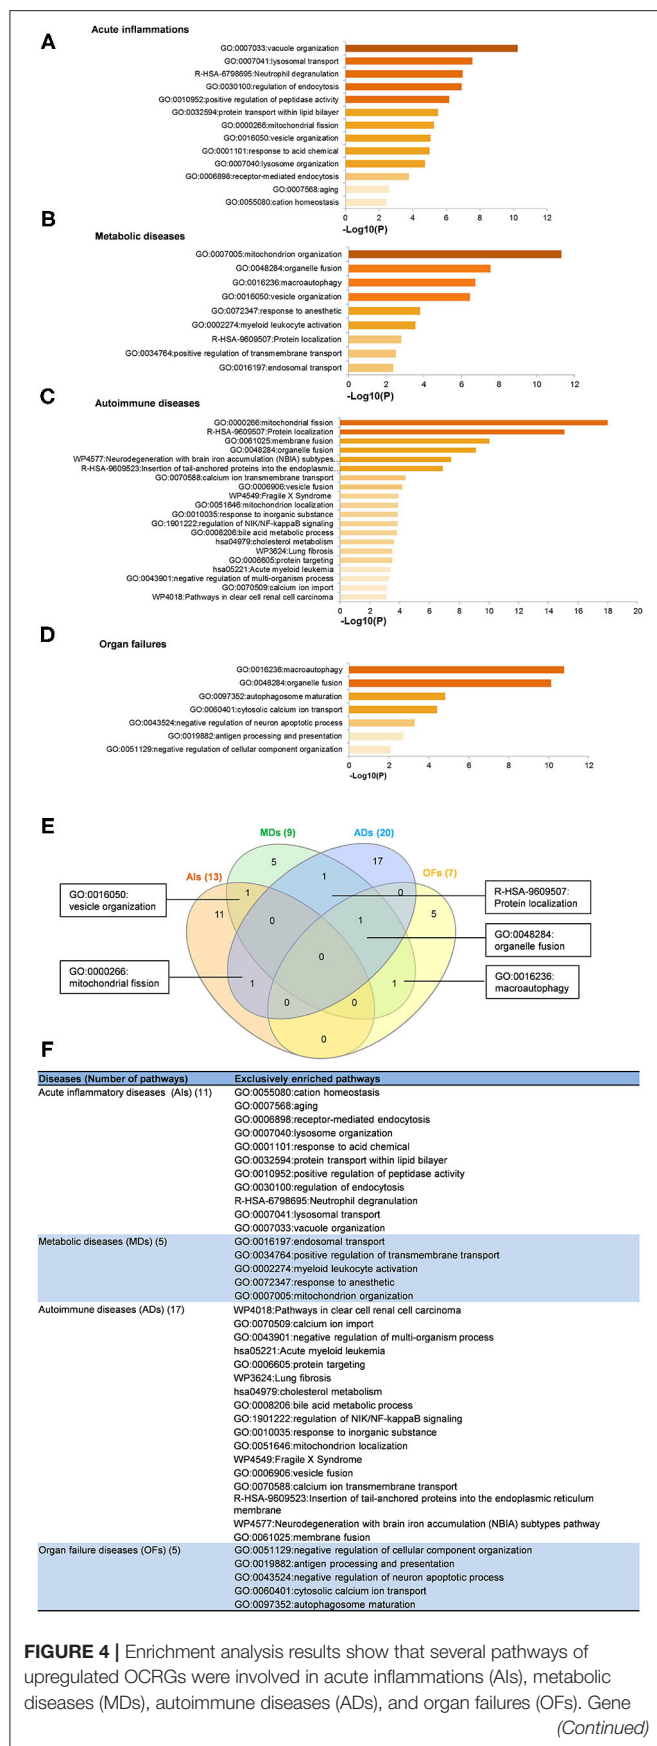 A
Acute inflammations
GO:0007033:vacuole organization
GO:0007041:lysosomal transport
R-HSA-6798695:Neutrophil degranulation
GO:0030100:regulation of endocytosis
GO:0010952:positive regulation of peptidase activity
GO:0032594:protein transport within lipid bilayer
GO:0000266:mitochondrial fission
GO:0016050:vesicle organization
GO:0001101:response to acid chemical
GO:0007040:lysosome organization
GO:0006898:receptor-mediated endocytosis
GO:0007568:aging
GO:0055080:cation homeostasis
0 2 4 6 8 10 12
-Log10(P)
B
Metabolic diseases
GO:0007005:mitochondrion organization
GO:0048284:organelle fusion
GO:0016236:macroautophagy
GO:0016050:vesicle organization
GO:0072347:response to anesthetic
GO:0002274:myeloid leukocyte activation
R-HSA-9609507:Protein localization
GO:0034764:positive regulation of transmembrane transport
GO:0016197:endosomal transport
0 2 4 6 8 10 12
-Log10(P)
C
Autoimmune diseases
GO:0000266:mitochondrial fission
R-HSA-9609507:Protein localization
GO:0061025:membrane fusion
GO:0048284:organelle fusion
WP4577:Neurodegeneration with brain iron accumulation (NBIA) subtypes...
R-HSA-9609523:Insertion of tail-anchored proteins into the endoplasmic...
GO:0070588:calcium ion transmembrane transport
GO:0006906:vesicle fusion
WP4549:Fragile X Syndrome
GO:0051646:mitochondrion localization
GO:0010035:response to inorganic substance
GO:1901222:regulation of NIK/NF-kappaB signaling
GO:0008206:bile acid metabolic process
hsa04979:cholesterol metabolism
WP3624:Lung fibrosis
GO:0006605:protein targeting
hsa05221:Acute myeloid leukemia
GO:0043901:negative regulation of multi-organism process
GO:0070509:calcium ion import
WP4018:Pathways in clear cell renal cell carcinoma
0 2 4 6 8 10 12 14 16 18 20
-Log10(P)
D
Organ failures
GO:0016236:macroautophagy
GO:0048284:organelle fusion
GO:0097352:autophagosome maturation
GO:0060401:cytosolic calcium ion transport
GO:0043524:negative regulation of neuron apoptotic process
GO:0019882:antigen processing and presentation
GO:0051129:negative regulation of cellular component organization
0 2 4 6 8 10 12
-Log10(P)
E
MDs (9)
ADs (20)
AIs (13)
OFs (7)
5
17
1
1
0
11
0
1
5
0
1
1
0
0
0
GO:0016050:
vesicle organization
GO:0000266:
mitochondrial fission
R-HSA-9609507:
Protein localization
GO:0048284:
organelle fusion
GO:0016236:
macroautophagy
F
Diseases (Number of pathways) Exclusively enriched pathways
Acute inflammatory diseases (AIs) (11) GO:0055080:cation homeostasis
GO:0007568:aging
GO:0006898:receptor-mediated endocytosis
GO:0007040:lysosome organization
GO:0001101:response to acid chemical
GO:0032594:protein transport within lipid bilayer
GO:0010952:positive regulation of peptidase activity
GO:0030100:regulation of endocytosis
R-HSA-6798695:Neutrophil degranulation
GO:0007041:lysosomal transport
GO:0007033:vacuole organization
Metabolic diseases (MDs) (5) GO:0016197:endosomal transport
GO:0034764:positive regulation of transmembrane transport
GO:0002274:myeloid leukocyte activation
GO:0072347:response to anesthetic
GO:0007005:mitochondrion organization
Autoimmune diseases (ADs) (17) WP4018:Pathways in clear cell renal cell carcinoma
GO:0070509:calcium ion import
GO:0043901:negative regulation of multi-organism process
hsa05221:Acute myeloid leukemia
GO:0006605:protein targeting
WP3624:Lung fibrosis
hsa04979:cholesterol metabolism
GO:0008206:bile acid metabolic process
GO:1901222:regulation of NIK/NF-kappaB signaling
GO:0010035:response to inorganic substance
GO:0051646:mitochondrion localization
WP4549:Fragile X Syndrome
GO:0006906:vesicle fusion
GO:0070588:calcium ion transmembrane transport
R-HSA-9609523:Insertion of tail-anchored proteins into the endoplasmic reticulum
membrane
WP4577:Neurodegeneration with brain iron accumulation (NBIA) subtypes pathway
GO:0061025:membrane fusion
Organ failure diseases (OFs) (5) GO:0051129:negative regulation of cellular component organization
GO:0019882:antigen processing and presentation
GO:0043524:negative regulation of neuron apoptotic process
GO:0060401:cytosolic calcium ion transport
GO:0097352:autophagosome maturation
FIGURE 4 | Enrichment analysis results show that several pathways of
upregulated OCRGs were involved in acute inflammations (AIs), metabolic
diseases (MDs), autoimmune diseases (ADs), and organ failures (OFs). Gene
(Continued)